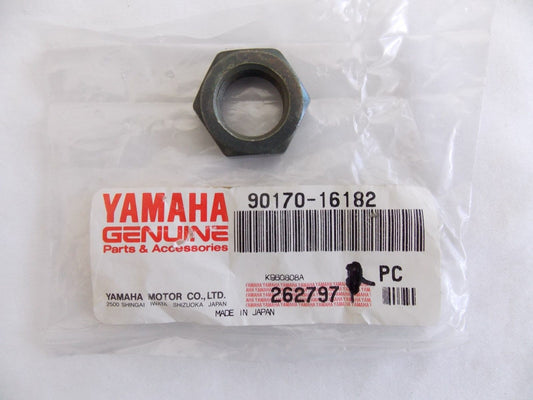 YAMAHA 90170-16182
GENUINE
Parts & Accessories
K960808A
YAMAHA MOTOR CO., LTD. 262797 PC
2500 SHINGAI IWATA, SHIZUOKA JAPAN
MADE IN JAPAN